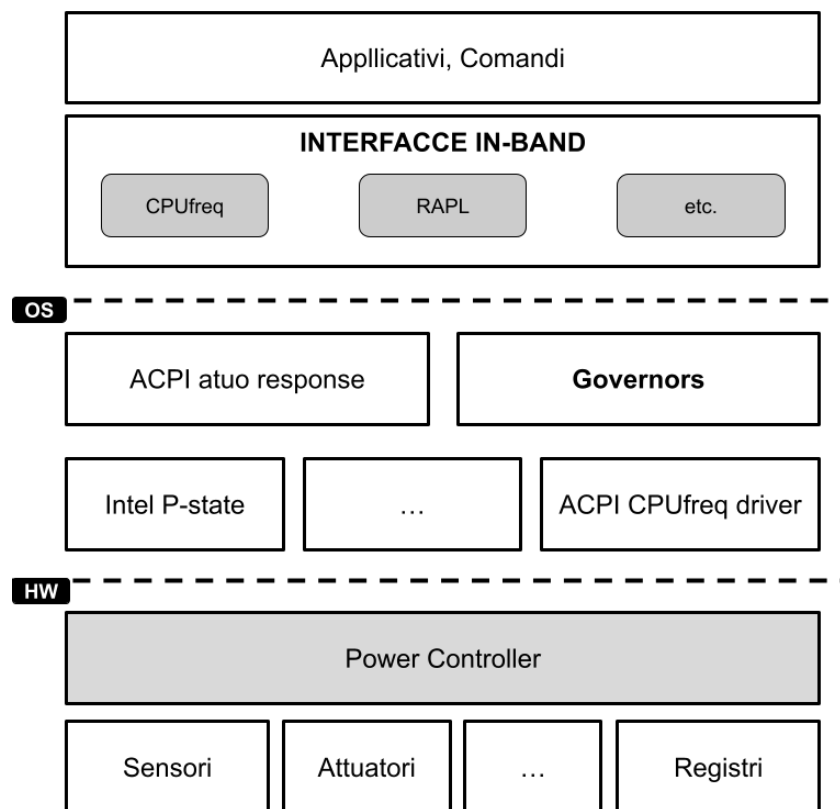 Appllicativi, Comandi
INTERFACCE IN-BAND
CPUfreq
RAPL
etc.
OS
ACPI atuo response
Governors
Intel P-state
…
ACPI CPUfreq driver
HW
Power Controller
Sensori
Attuatori
…
Registri